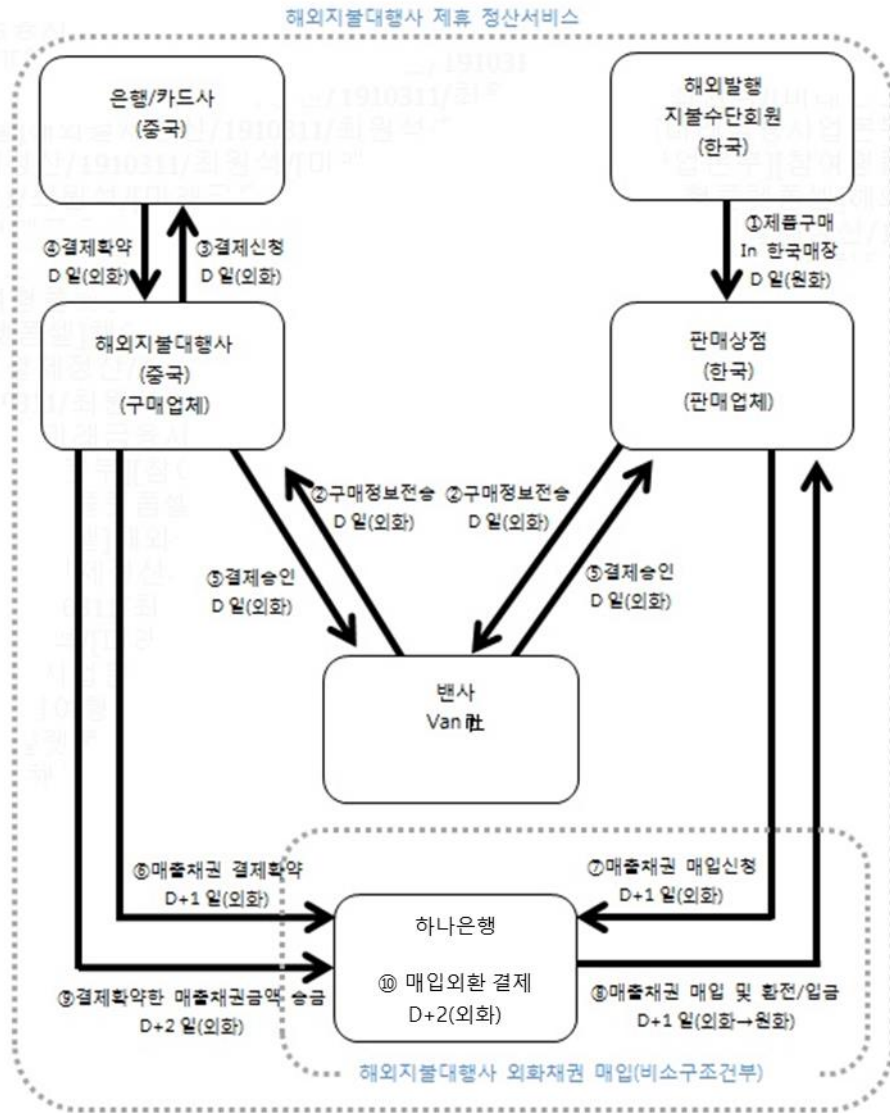 해외지불대행사 제휴 정산서비스
은행/카드사
(중국)
해외발행
지불수단회원
(한국)
④결제확약
D 일(외화)
③결제신청
D 일(외화)
①제품구매
In 한국매장
D 일(원화)
해외지불대행사
(중국)
(구매업체)
판매상점
(한국)
(판매업체)
②구매정보전송
D 일(외화)
②구매정보전송
D 일(외화)
⑤결제승인
D 일(외화)
⑤결제승인
D 일(외화)
밴사
Van社
⑥매출채권 결제확약
D+1 일(외화)
⑦매출채권 매입신청
D+1 일(외화)
하나은행
⑩ 매입외환 결제
D+2(외화)
⑨결제확약한 매출채권금액 송금
D+2 일(외화)
⑧매출채권 매입 및 환전/입금
D+1 일(외화→원화)
해외지불대행사 외화채권 매입(비소구조건부)